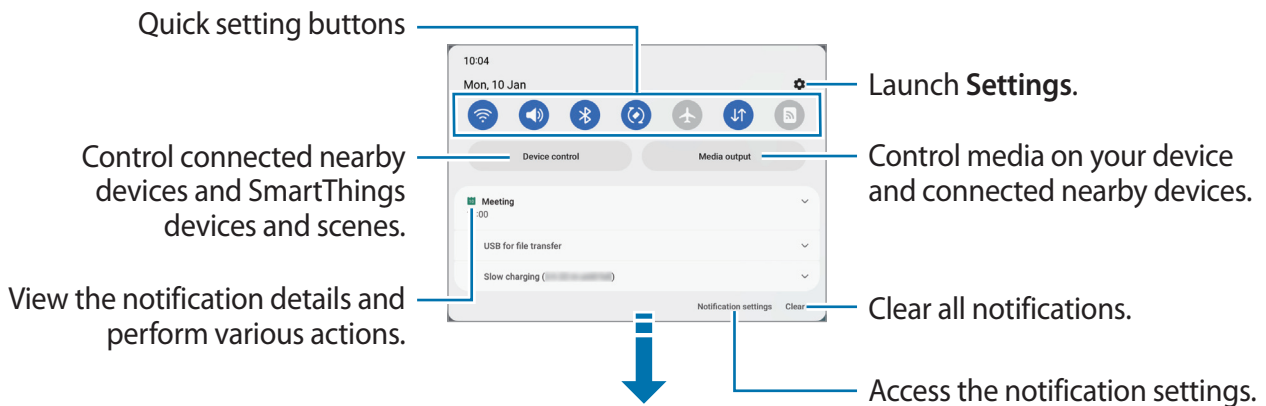 Quick setting buttons
10:04
Mon, 10 Jan
Launch Settings.
Device control
Media output
Control connected nearby
devices and SmartThings
devices and scenes.
Control media on your device
and connected nearby devices.
Meeting
:00
USB for file transfer
Slow charging ( )
View the notification details and
perform various actions.
Notification settings Clear
Clear all notifications.
Access the notification settings.